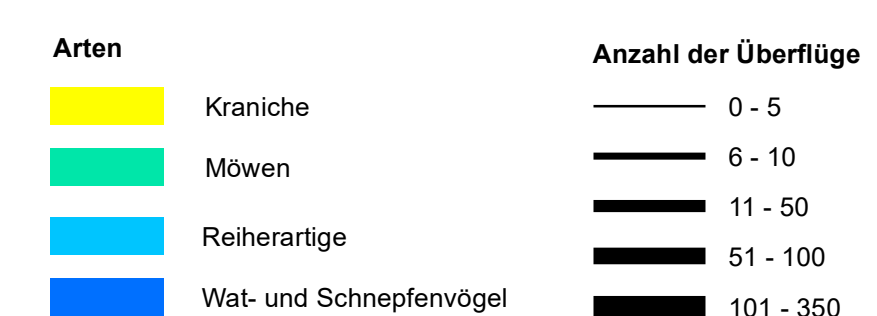 Arten
Kraniche
Möwen
Reiherartige
Wat- und Schnepfenvögel
Anzahl der Überflüge
0 - 5
6 - 10
11 - 50
51 - 100
101 - 350